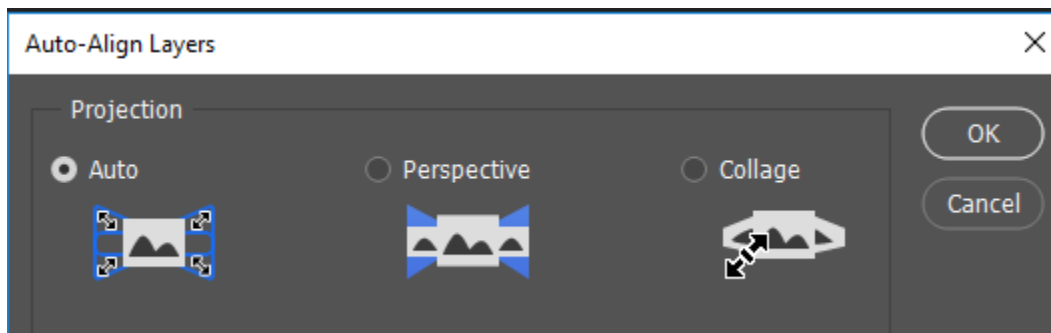 Auto-Align Layers
Projection
Auto
Perspective
Collage
OK
Cancel